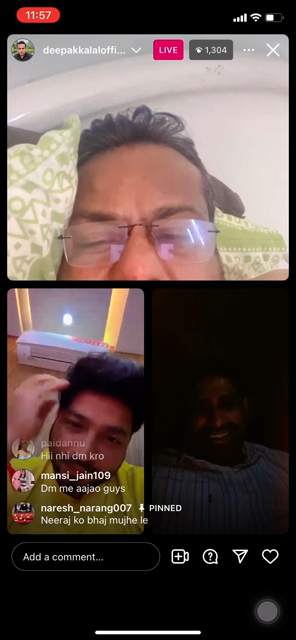 11:57
deepakkalaloffi...
LIVE
1,304
paidannu
Hii nhi dm kro
mansi_jain109
Dm me aajao guys
naresh_narang007 PINNED
Neeraj ko bhaj mujhe le
Add a comment...